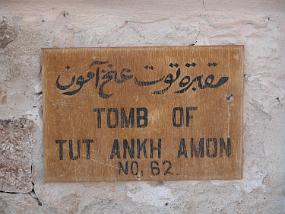 مقبرة توت عنخ آمون
TOMB OF
TUT ANKH AMON
NO. 62.